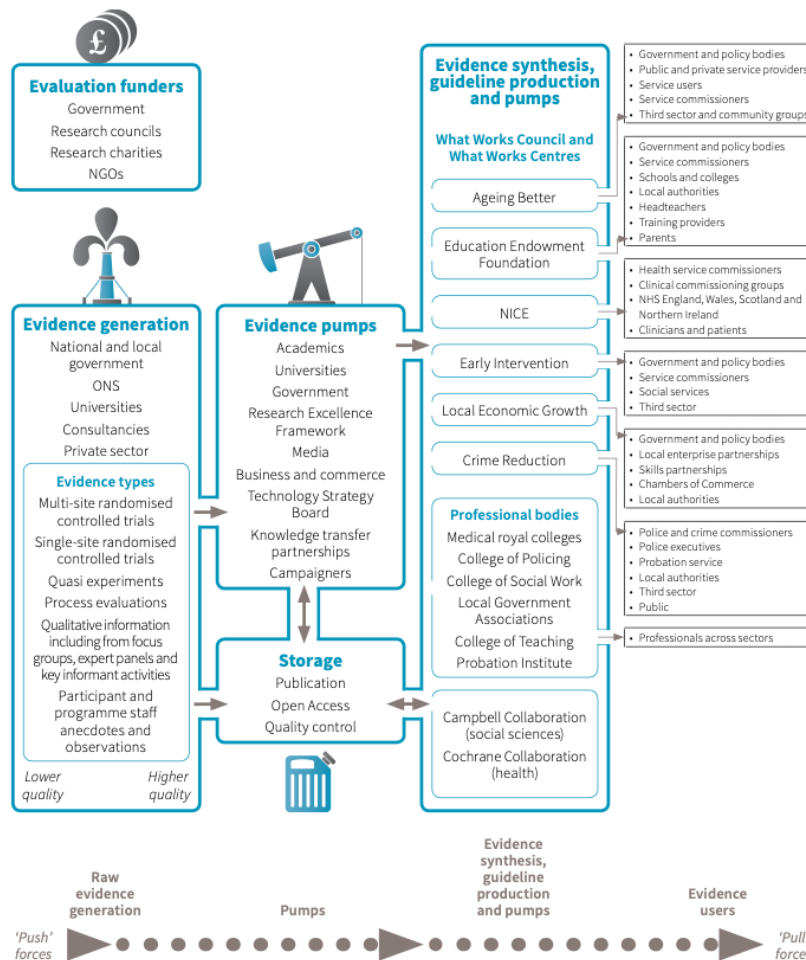 £
Evaluation funders
Government
Research councils
Research charities
NGOs
Evidence generation
National and local
government
ONS
Universities
Consultancies
Private sector
Evidence types
Multi-site randomised
controlled trials
Single-site randomised
controlled trials
Quasi experiments
Process evaluations
Qualitative information
including from focus
groups, expert panels and
key informant activities
Participant and
programme staff
anecdotes and
observations
Lower
quality
Higher
quality
Evidence pumps
Academics
Universities
Government
Research Excellence
Framework
Media
Business and commerce
Technology Strategy
Board
Knowledge transfer
partnerships
Campaigners
Storage
Publication
Open Access
Quality control
Evidence synthesis,
guideline production
and pumps
What Works Council and
What Works Centres
Ageing Better
Education Endowment
Foundation
NICE
Early Intervention
Local Economic Growth
Crime Reduction
Professional bodies
Medical royal colleges
College of Policing
College of Social Work
Local Government
Associations
College of Teaching
Probation Institute
Campbell Collaboration
(social sciences)
Cochrane Collaboration
(health)
• Government and policy bodies
• Public and private service providers
• Service users
• Service commissioners
• Third sector and community groups
• Government and policy bodies
• Service commissioners
• Schools and colleges
• Local authorities
• Headteachers
• Training providers
• Parents
• Health service commissioners
• Clinical commissioning groups
• NHS England, Wales, Scotland and
Northern Ireland
• Clinicians and patients
• Government and policy bodies
• Service commissioners
• Social services
• Third sector
• Government and policy bodies
• Local enterprise partnerships
• Skills partnerships
• Chambers of Commerce
• Local authorities
• Police and crime commissioners
• Police executives
• Probation service
• Local authorities
• Third sector
• Public
• Professionals across sectors
Raw
evidence
generation
Pumps
Evidence
synthesis,
guideline
production
and pumps
Evidence
users
'Push'
forces
'Pull'
forces